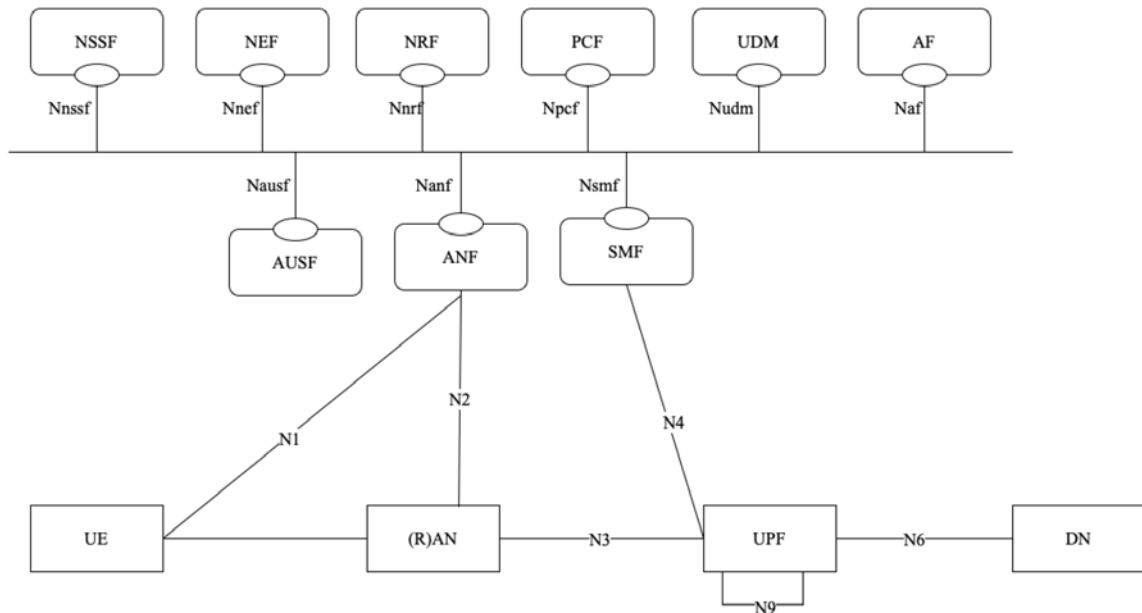 NSSF
NEF
NRF
PCF
UDM
AF
Nnssf
Nnef
Nnrf
Npcf
Nudm
Naf
Nausf
Nanf
Nsmf
AUSF
ANF
SMF
N1
N2
N4
UE
(R)AN
N3
UPF
N6
DN
N9